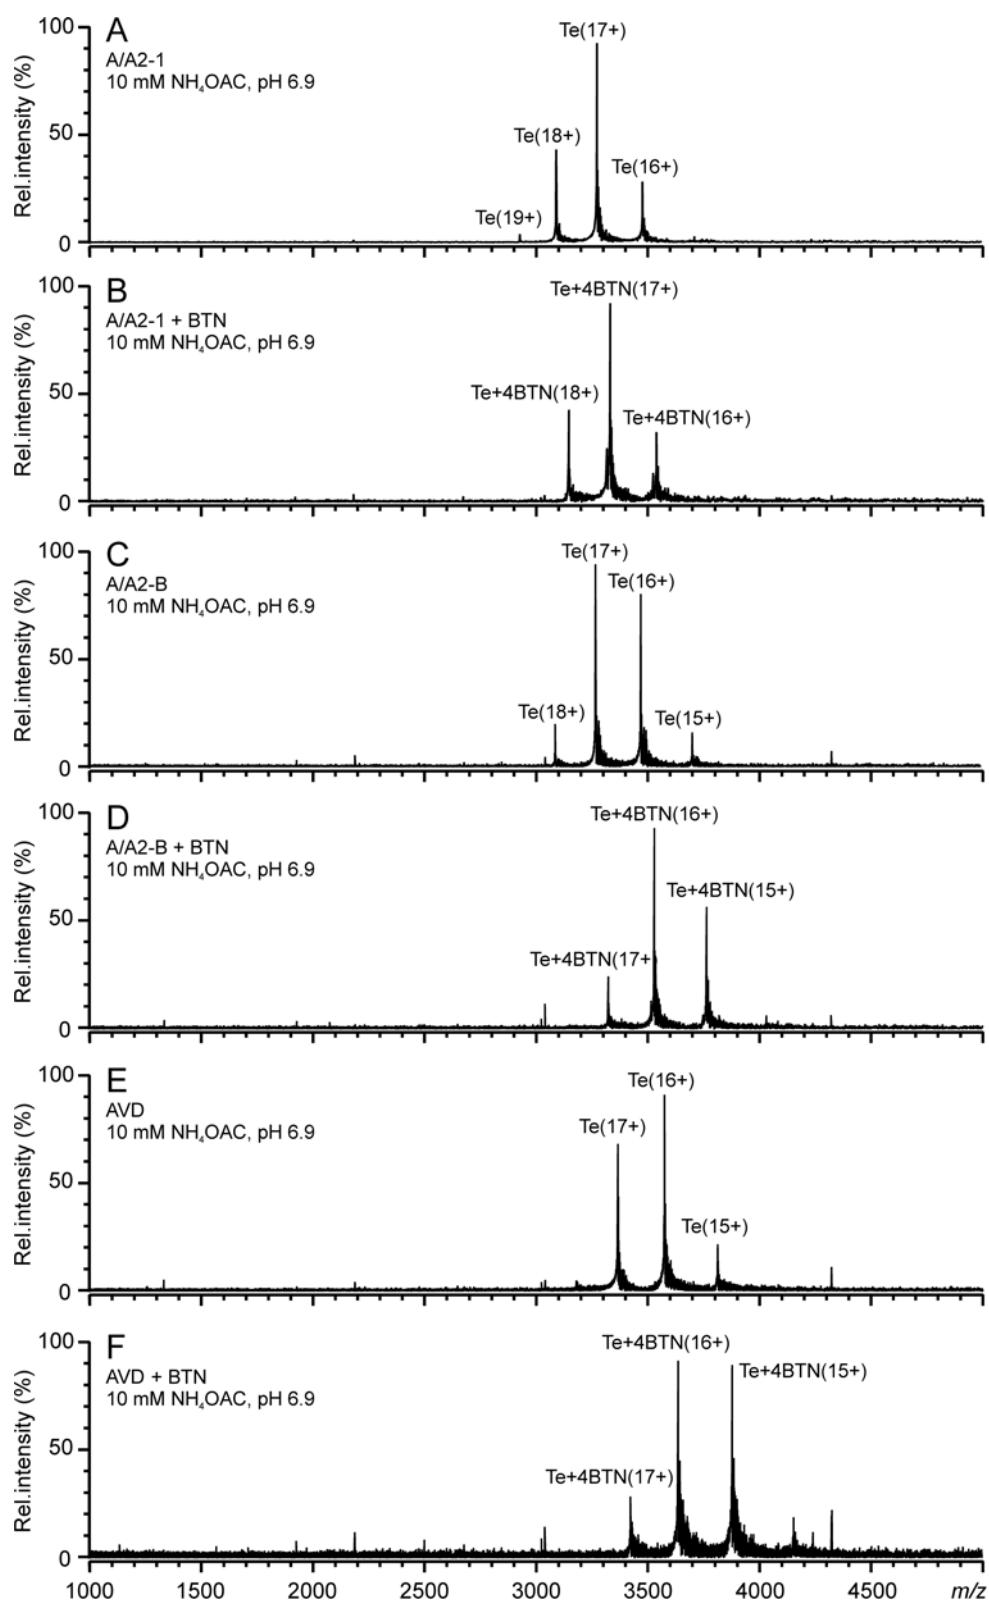 A
A/A2-1
10 mM NH₄OAC, pH 6.9
Te(17+)
Te(18+)
Te(16+)
Te(19+)
100
50
0
Rel.intensity (%)
B
A/A2-1 + BTN
10 mM NH₄OAC, pH 6.9
Te+4BTN(17+)
Te+4BTN(18+)
Te+4BTN(16+)
100
50
0
Rel.intensity (%)
C
A/A2-B
10 mM NH₄OAC, pH 6.9
Te(17+)
Te(16+)
Te(18+)
Te(15+)
100
50
0
Rel.intensity (%)
D
A/A2-B + BTN
10 mM NH₄OAC, pH 6.9
Te+4BTN(16+)
Te+4BTN(15+)
Te+4BTN(17+
100
50
0
Rel.intensity (%)
E
AVD
10 mM NH₄OAC, pH 6.9
Te(16+)
Te(17+)
Te(15+)
100
50
0
Rel.intensity (%)
F
AVD + BTN
10 mM NH₄OAC, pH 6.9
Te+4BTN(16+)
Te+4BTN(15+)
Te+4BTN(17+)
100
50
0
Rel.intensity (%)
1000 1500 2000 2500 3000 3500 4000 4500 m/z